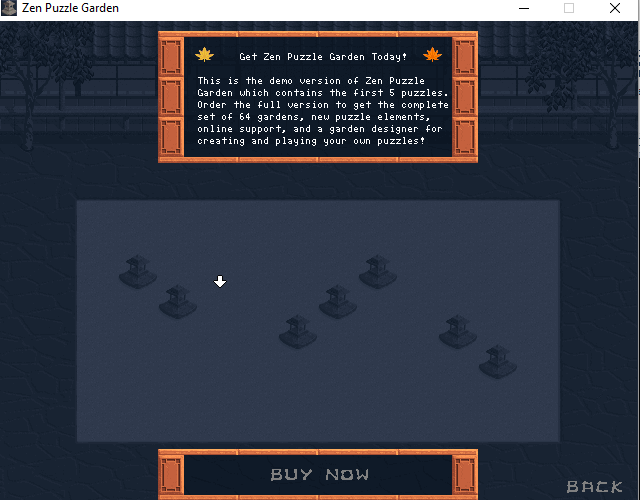 Zen Puzzle Garden
Get Zen Puzzle Garden Today!
This is the demo version of Zen Puzzle
Garden which contains the first 5 puzzles.
Order the full version to get the complete
set of 64 gardens, new puzzle elements,
online support, and a garden designer for
creating and playing your own puzzles!
BUY NOW
BACK